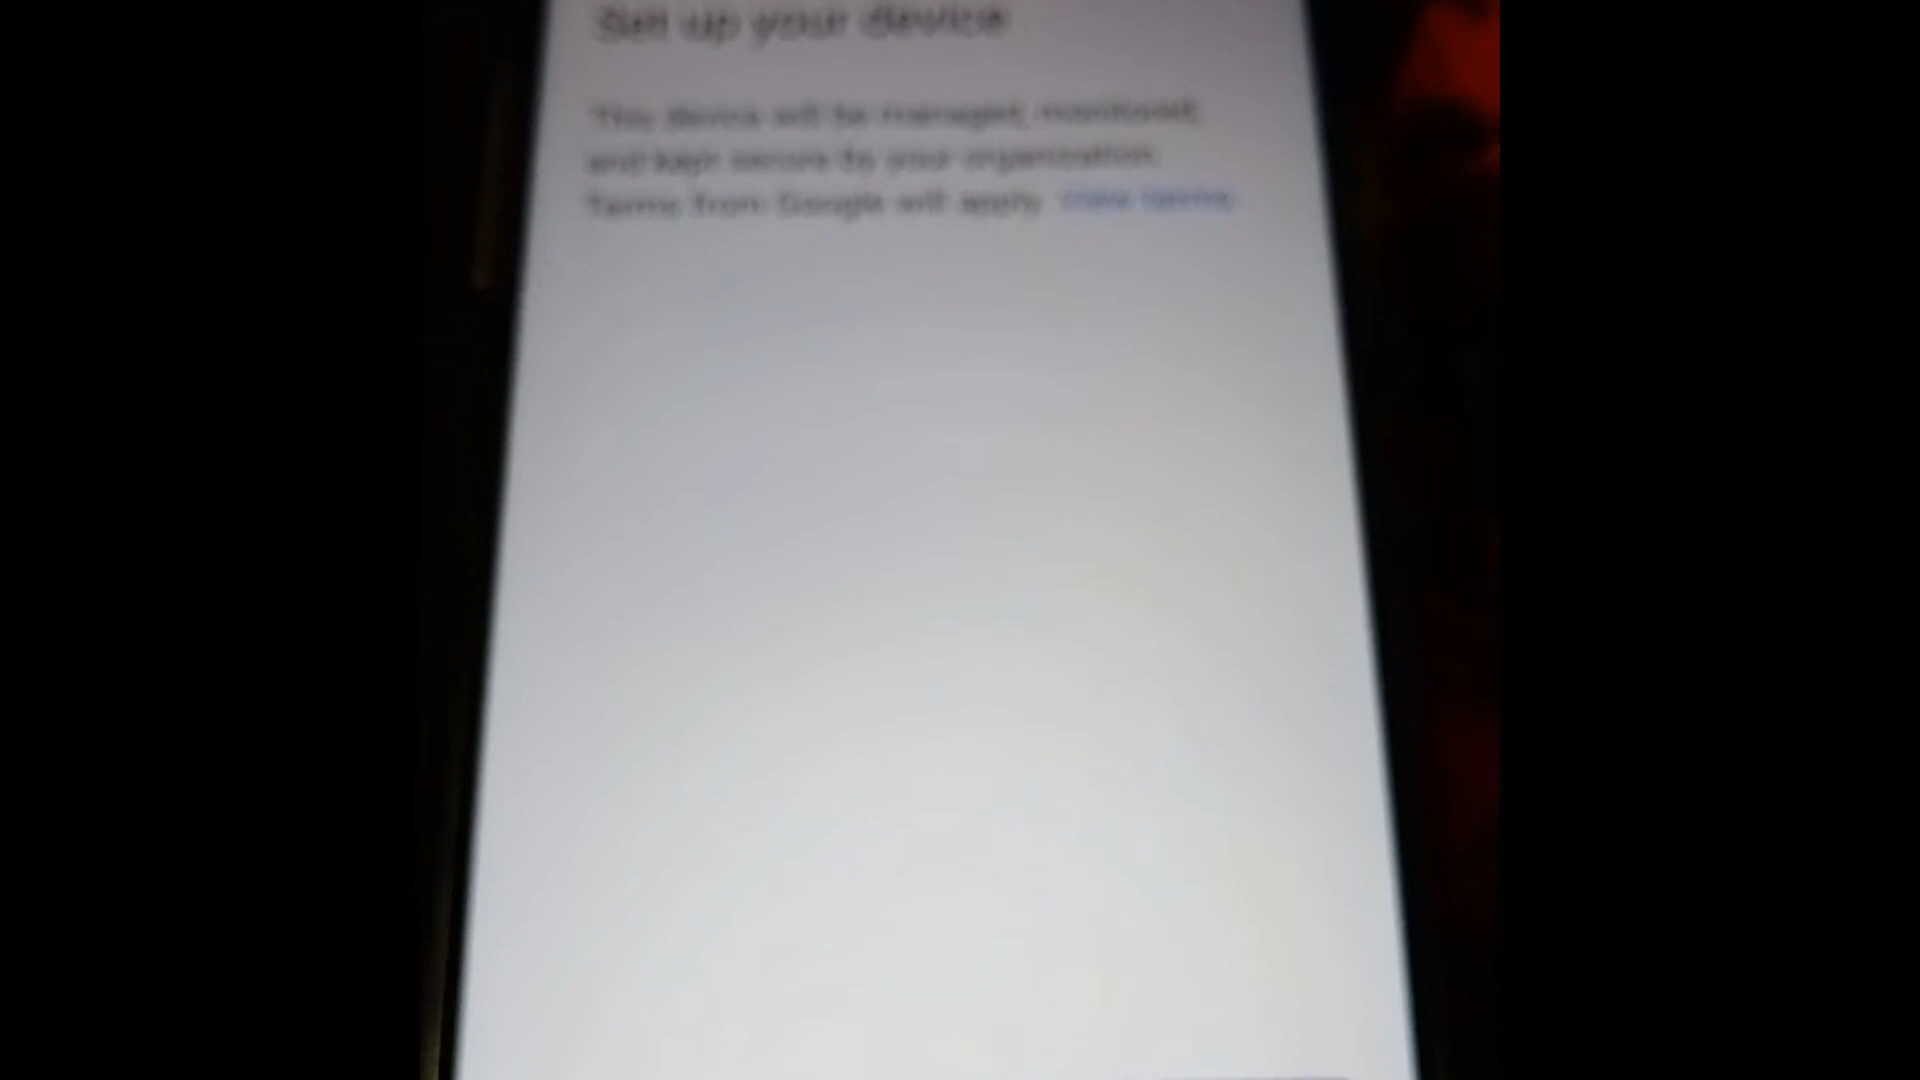 Set up your device
This device will be managed, monitored,
and kept secure by your organization.
Terms from Google will apply. View terms